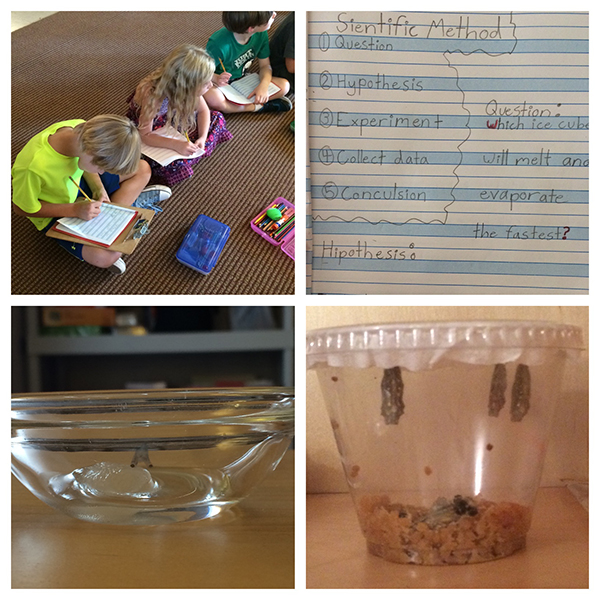 Sientific Method
① Question
② Hypothesis
③ Experiment
④ Collect data
⑤ Conculsion
Question:
which ice cube
will melt and
evaporate
the fastest?
Hipothesis: